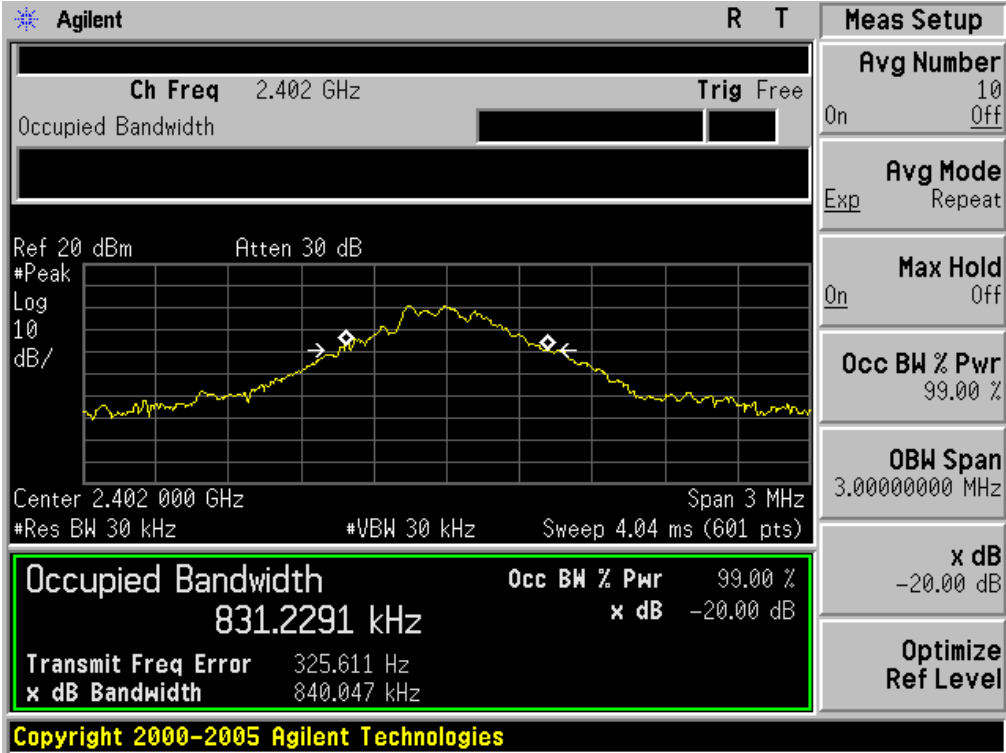 Agilent R T
Ch Freq 2.402 GHz Trig Free
Occupied Bandwidth
Ref 20 dBm Atten 30 dB
#Peak
Log
10
dB/
Center 2.402 000 GHz Span 3 MHz
#Res BW 30 kHz #VBW 30 kHz Sweep 4.04 ms (601 pts)
Occupied Bandwidth Occ BW % Pwr 99.00 %
831.2291 kHz x dB -20.00 dB
Transmit Freq Error 325.611 Hz
x dB Bandwidth 840.047 kHz
Copyright 2000-2005 Agilent Technologies
Meas Setup
Avg Number
10
On Off
Avg Mode
Exp Repeat
Max Hold
On Off
Occ BW % Pwr
99.00 %
OBW Span
3.00000000 MHz
x dB
-20.00 dB
Optimize
Ref Level